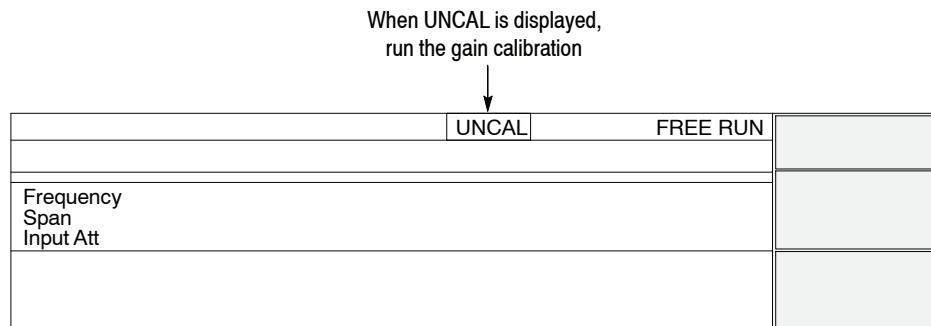 When UNCAL is displayed,
run the gain calibration
UNCAL FREE RUN
Frequency
Span
Input Att